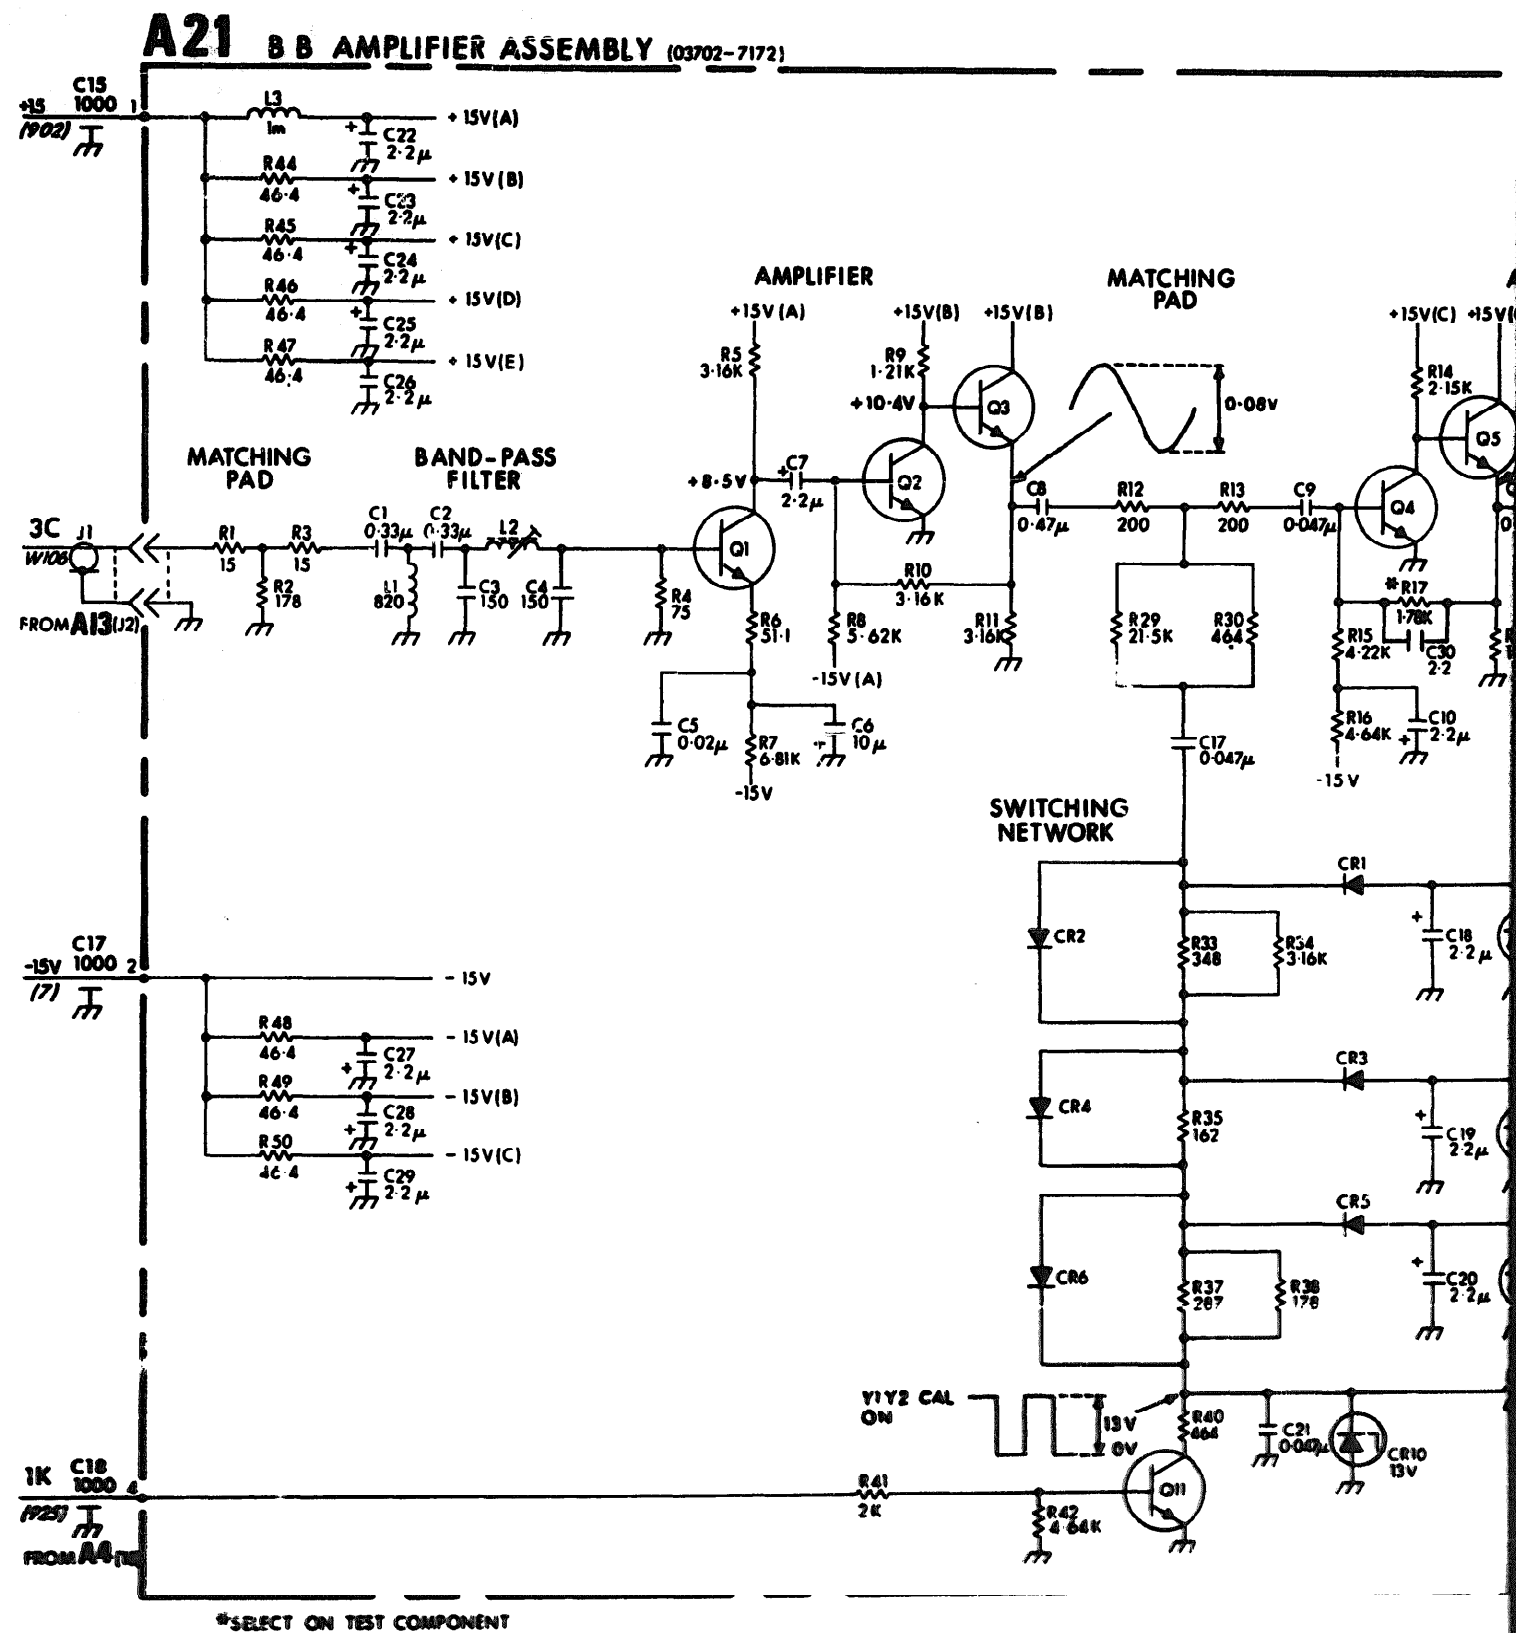 A21 BB AMPLIFIER ASSEMBLY (03702-7172)
C15
1000
+15
(902)
1
L3
1m
+15V(A)
+
C22
2.2μ
R44
46.4
+15V(B)
+
C23
2.2μ
R45
46.4
+15V(C)
+
C24
2.2μ
R46
46.4
+15V(D)
+
C25
2.2μ
R47
46.4
+15V(E)
C26
2.2μ
AMPLIFIER
+15V(A)
R5
3.16K
+15V(B)
R9
1.21K
+10.4V
+15V(B)
Q3
MATCHING
PAD
0.08V
+15V(C)
R14
2.15K
Q5
MATCHING
PAD
BAND-PASS
FILTER
+8.5V
+
C7
2.2μ
Q2
C8
0.47μ
R12
200
R13
200
C9
0.047μ
Q4
3C
W106
J1
R1
15
R3
15
R2
178
C1
0.33μ
C2
0.33μ
L2
L1
820
C3
150
C4
150
R4
75
Q1
FROM A13(J2)
R6
51.1
R8
5.62K
-15V(A)
R10
3.16K
R11
3.16K
R29
21.5K
R30
464
*R17
1.78K
R15
4.22K
C30
2.2
C5
0.02μ
R7
6.81K
-15V
+
C6
10μ
C17
0.047μ
R16
4.64K
-15V
+
C10
2.2μ
SWITCHING
NETWORK
CR1
CR2
R33
348
R34
3.16K
+
C18
2.2μ
C17
1000
-15V
(7)
2
-15V
R48
46.4
-15V(A)
+
C27
2.2μ
R49
46.4
-15V(B)
+
C28
2.2μ
R50
46.4
-15V(C)
+
C29
2.2μ
CR3
CR4
R35
162
+
C19
2.2μ
CR5
CR6
R37
287
R38
178
+
C20
2.2μ
Y1Y2 CAL
ON
13V
0V
R40
464
C21
0.047μ
CR10
13V
1K
C18
1000
4
(925)
FROM A4
R41
2K
R42
4.64K
Q11
*SELECT ON TEST COMPONENT